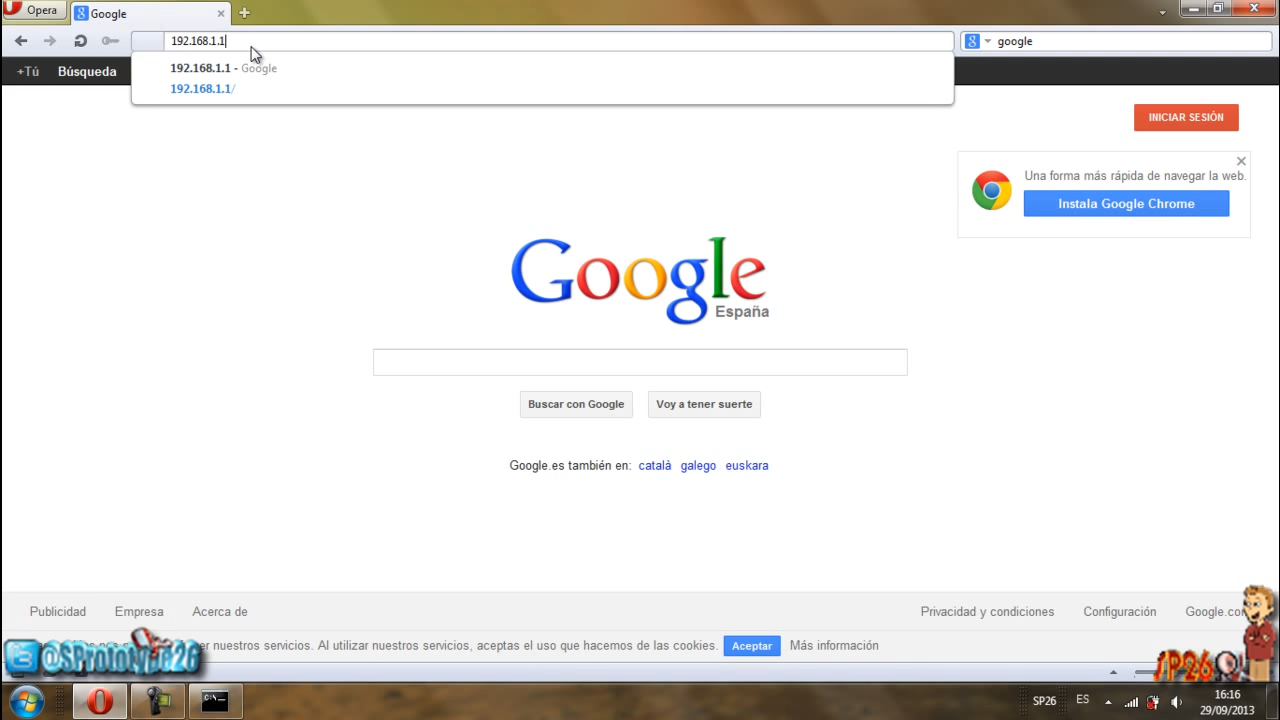 Opera
Google
192.168.1.1
google
192.168.1.1 - Google
192.168.1.1/
+Tú Búsqueda
INICIAR SESIÓN
Una forma más rápida de navegar la web.
Instala Google Chrome
Google
España
Buscar con Google Voy a tener suerte
Google.es también en: català galego euskara
Publicidad Empresa Acerca de Privacidad y condiciones Configuración
nuestros servicios. Al utilizar nuestros servicios, aceptas el uso que hacemos de las cookies. Aceptar Más información
@SPrototype26
SP26
SP26 ES 16:16
29/09/2013